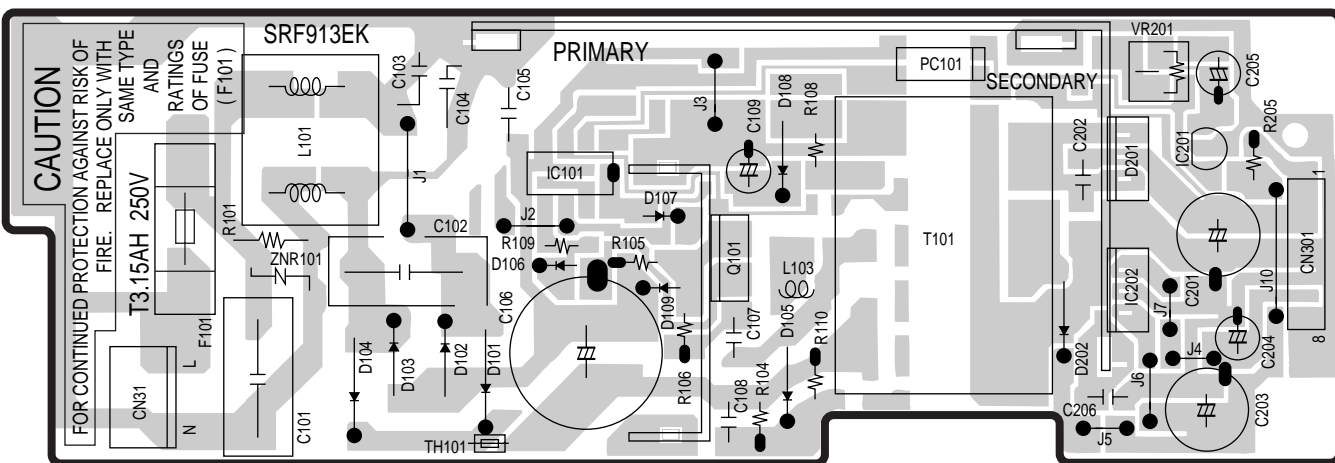 CAUTION
FOR CONTINUED PROTECTION AGAINST RISK OF
FIRE. REPLACE ONLY WITH
SAME TYPE
AND
RATINGS
OF FUSE
( F101 )
T3.15AH 250V
SRF913EK
PRIMARY
SECONDARY
L101
C103
C104
C105
J1
J2
J3
IC101
C109
D108
R108
PC101
VR201
C205
R205
C202
D201
IC201
R101
ZNR101
C102
R109
D106
R105
D107
D109
Q101
L103
T101
IC202
J7
C201
J10
CN301
1
8
F101
CN31
L
N
C101
D104
D103
D102
D101
C106
TH101
R106
C107
C108
R104
D105
R110
D202
C206
J5
J6
J4
C204
C203